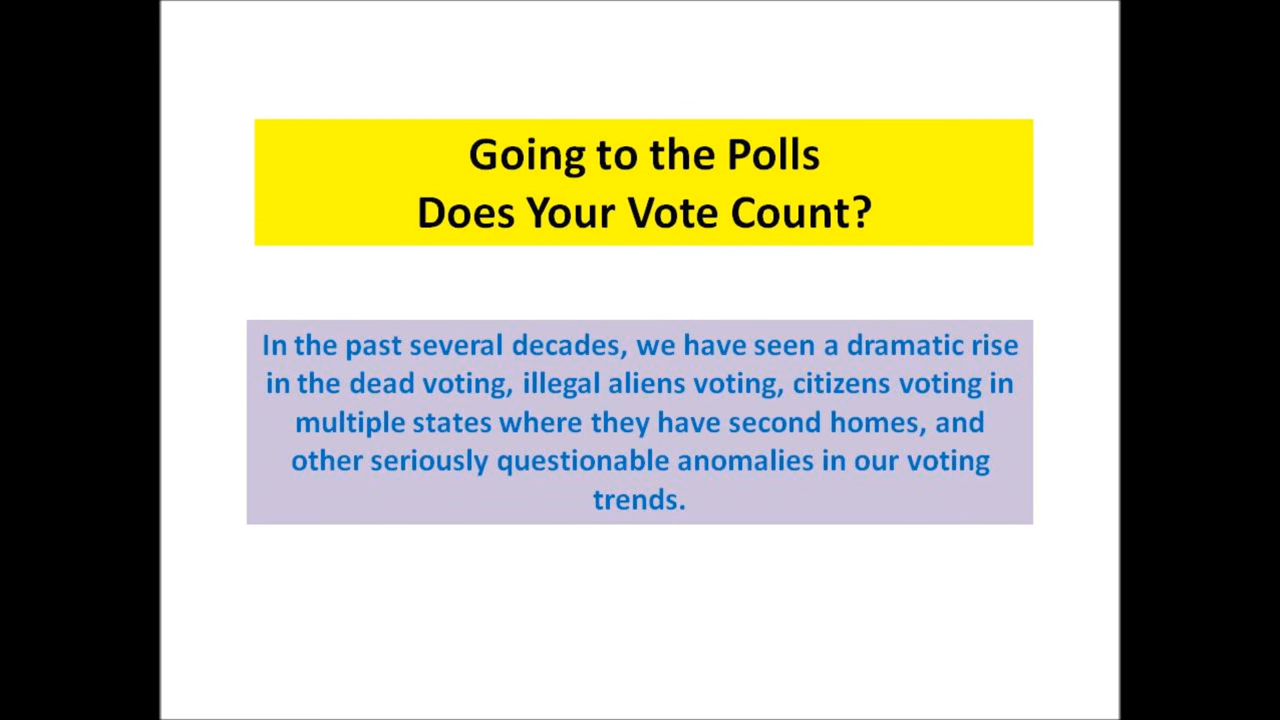 Going to the Polls
Does Your Vote Count?
In the past several decades, we have seen a dramatic rise
in the dead voting, illegal aliens voting, citizens voting in
multiple states where they have second homes, and
other seriously questionable anomalies in our voting
trends.